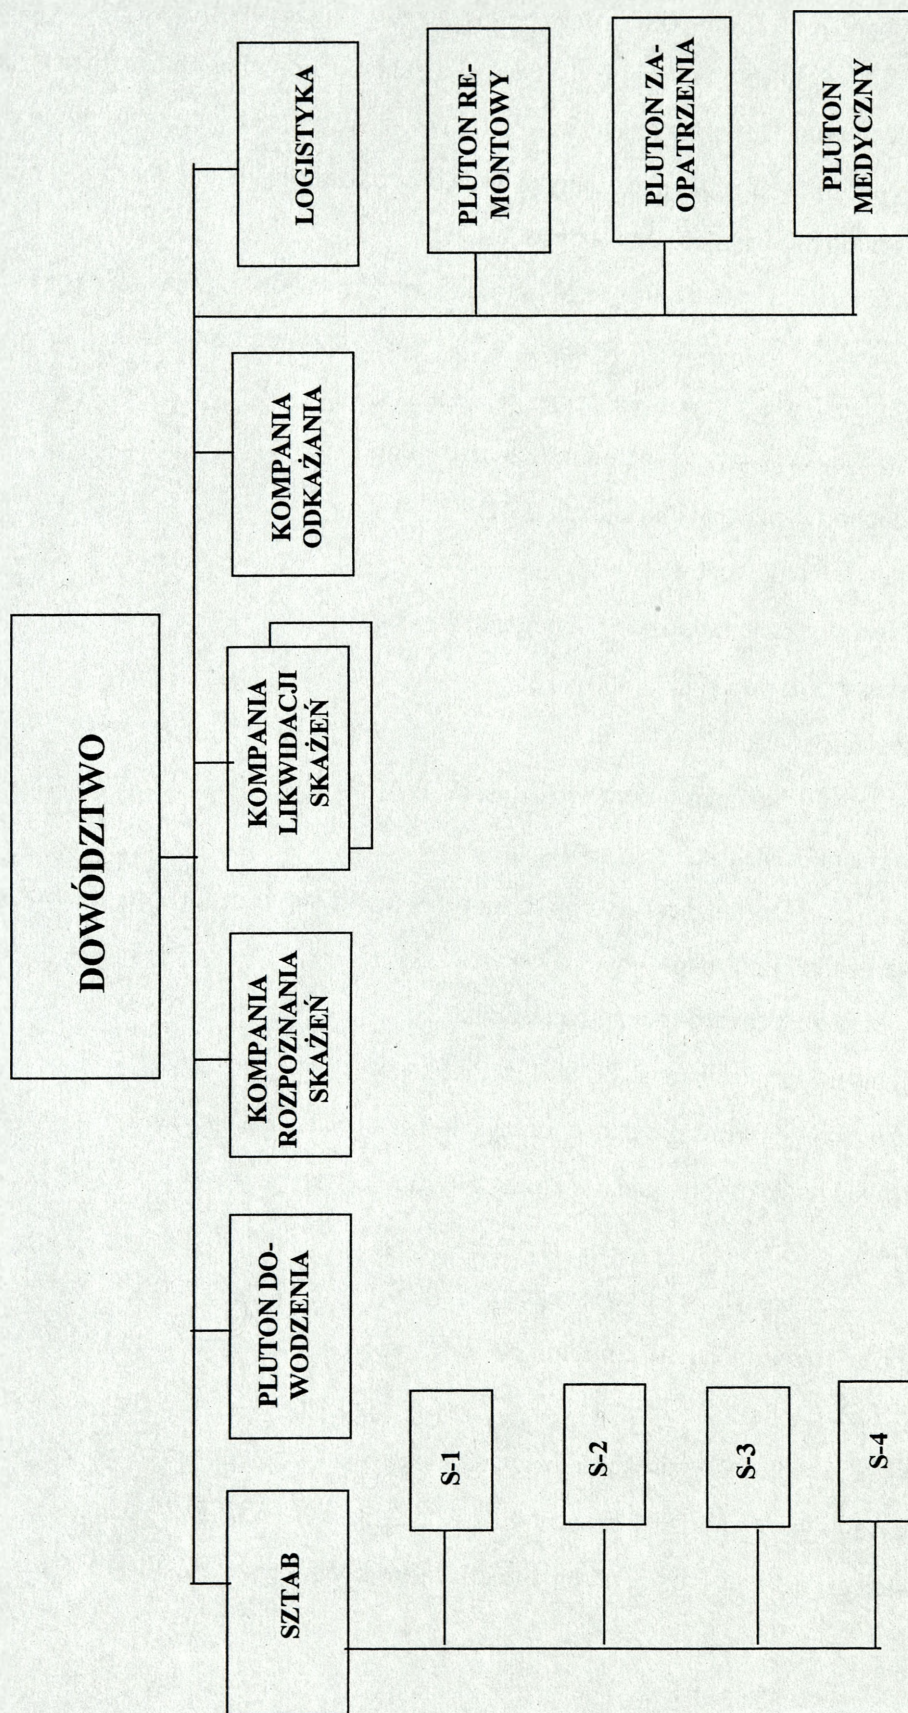 DOWÓDZTWO
SZTAB
PLUTON DO-
WODZENIA
KOMPANIA
ROZPOZNANIA
SKAŻEŃ
KOMPANIA
LIKWIDACJI
SKAŻEŃ
KOMPANIA
ODKAŻANIA
LOGISTYKA
S-1
S-2
S-3
S-4
PLUTON RE-
MONTOWY
PLUTON ZA-
OPATRZENIA
PLUTON
MEDYCZNY